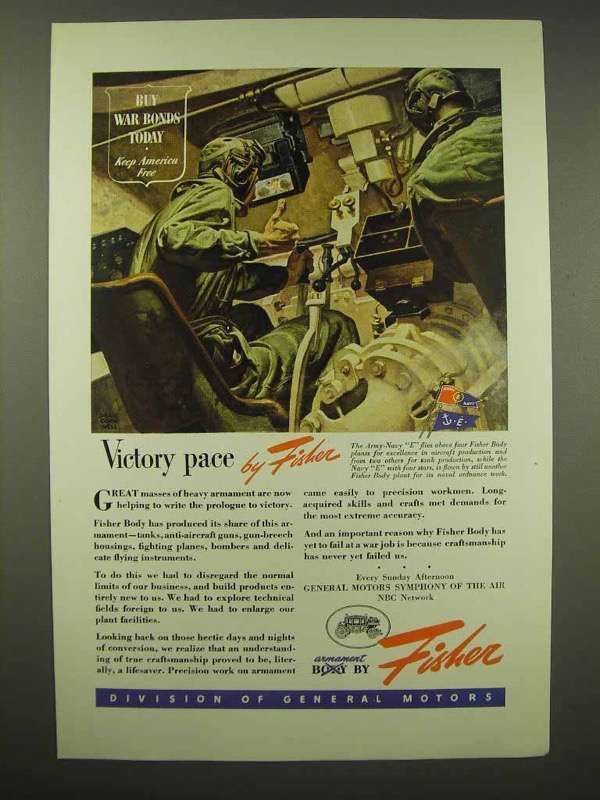 BUY
WAR BONDS
TODAY
Keep America
Free
Victory pace by Fisher
The Army-Navy "E" flies above four Fisher Body
plants for excellence in aircraft production and
from two others for tank production, while the
Navy "E" with four stars, is flown by still another
Fisher Body plant for its naval ordnance work.
GREAT masses of heavy armament are now
helping to write the prologue to victory.
Fisher Body has produced its share of this ar-
mament—tanks, anti-aircraft guns, gun-breech
housings, fighting planes, bombers and deli-
cate flying instruments.
To do this we had to disregard the normal
limits of our business, and build products en-
tirely new to us. We had to explore technical
fields foreign to us. We had to enlarge our
plant facilities.
Looking back on those hectic days and nights
of conversion, we realize that an understand-
ing of true craftsmanship proved to be, liter-
ally, a lifesaver. Precision work on armament
came easily to precision workmen. Long-
acquired skills and crafts met demands for
the most extreme accuracy.
And an important reason why Fisher Body has
yet to fail at a war job is because craftsmanship
has never yet failed us.
Every Sunday Afternoon
GENERAL MOTORS SYMPHONY OF THE AIR
NBC Network
armament
BODY BY Fisher
DIVISION OF GENERAL MOTORS